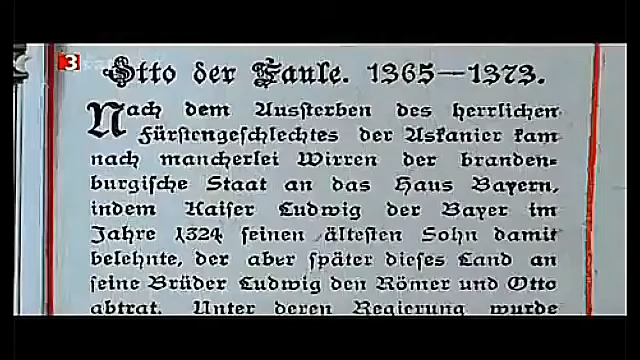 3sat
Otto der Faule. 1365—1373.
Nach dem Aussterben des herrlichen
Fürstengeschlechtes der Askanier kam
nach mancherlei Wirren der branden-
burgische Staat an das Haus Bayern,
indem Kaiser Ludwig der Bayer im
Jahre 1324 seinen ältesten Sohn damit
belehnte, der aber später dieses Land an
seine Brüder Ludwig den Römer und Otto
abtrat. Unter deren Regierung wurde